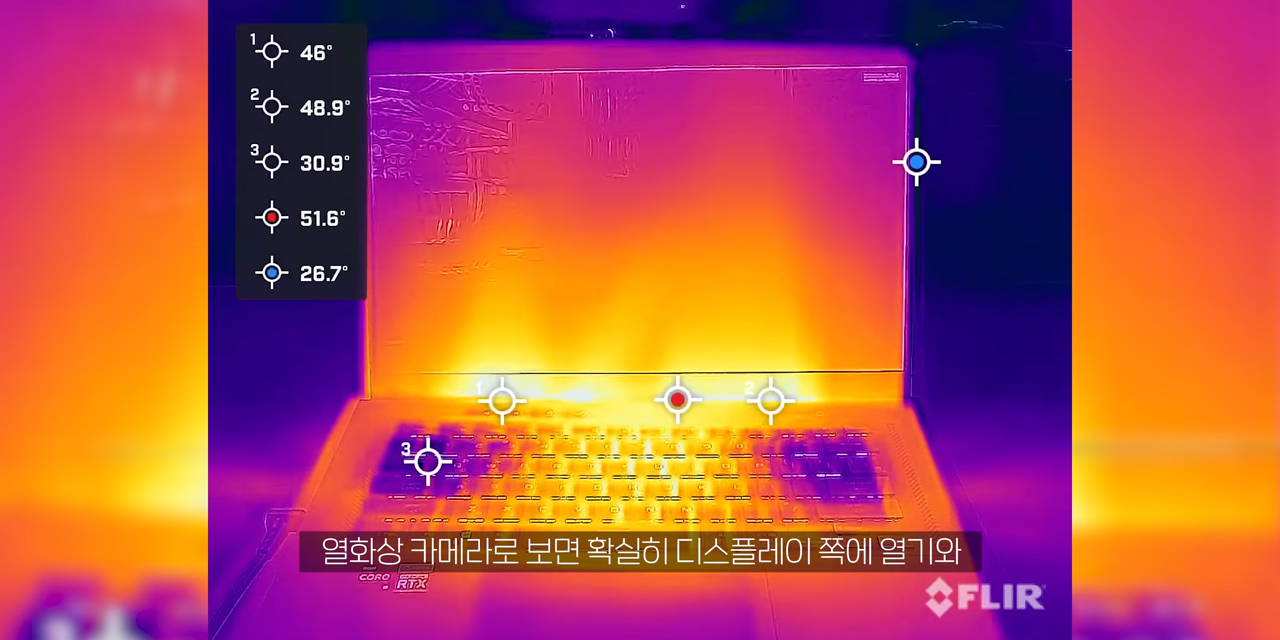 1 46°
2 48.9°
3 30.9°
51.6°
26.7°
1
2
3
열화상 카메라로 보면 확실히 디스플레이 쪽에 열기와
CORE
RTX
FLIR